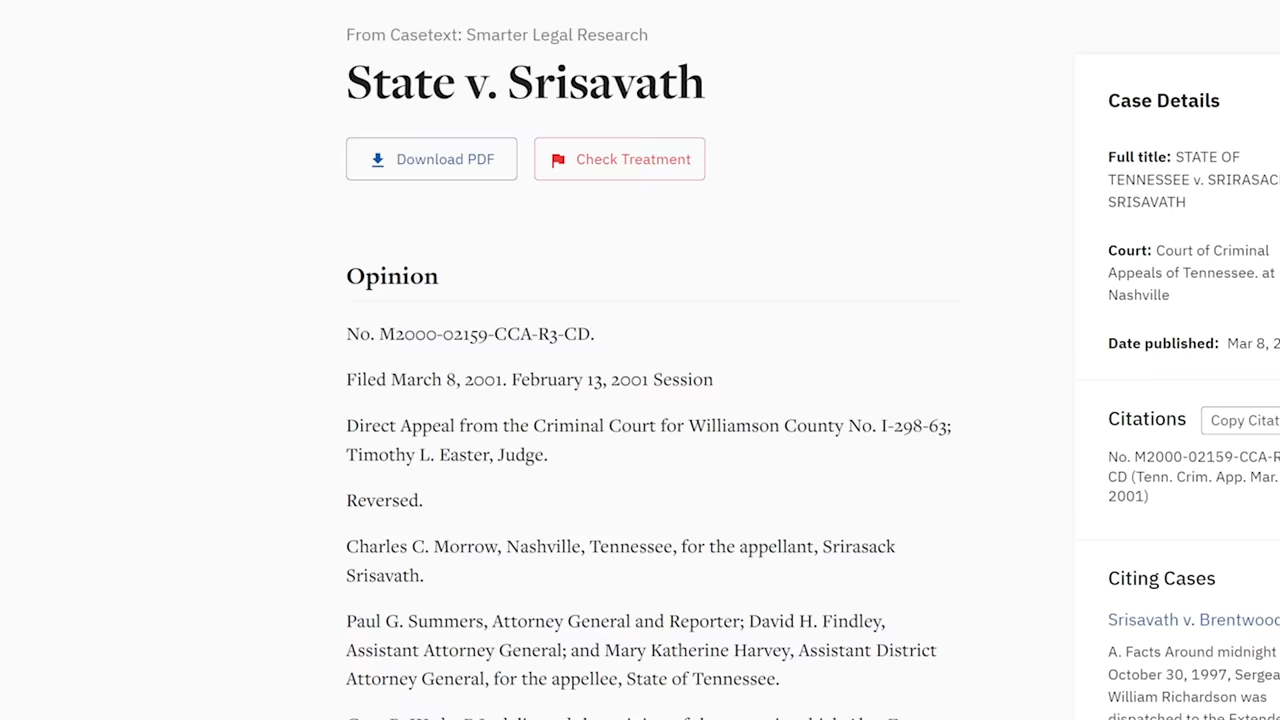 From Casetext: Smarter Legal Research
State v. Srisavath
Download PDF
Check Treatment
Opinion
No. M2000-02159-CCA-R3-CD.
Filed March 8, 2001. February 13, 2001 Session
Direct Appeal from the Criminal Court for Williamson County No. I-298-63;
Timothy L. Easter, Judge.
Reversed.
Charles C. Morrow, Nashville, Tennessee, for the appellant, Srirasack
Srisavath.
Paul G. Summers, Attorney General and Reporter; David H. Findley,
Assistant Attorney General; and Mary Katherine Harvey, Assistant District
Attorney General, for the appellee, State of Tennessee.
Case Details
Full title: STATE OF
TENNESSEE v. SRIRASAC
SRISAVATH
Court: Court of Criminal
Appeals of Tennessee. at
Nashville
Date published: Mar 8, 2
Citations
Copy Citat
No. M2000-02159-CCA-R
CD (Tenn. Crim. App. Mar.
2001)
Citing Cases
Srisavath v. Brentwood
A. Facts Around midnight
October 30, 1997, Sergea
William Richardson was
dispatched to the Extende